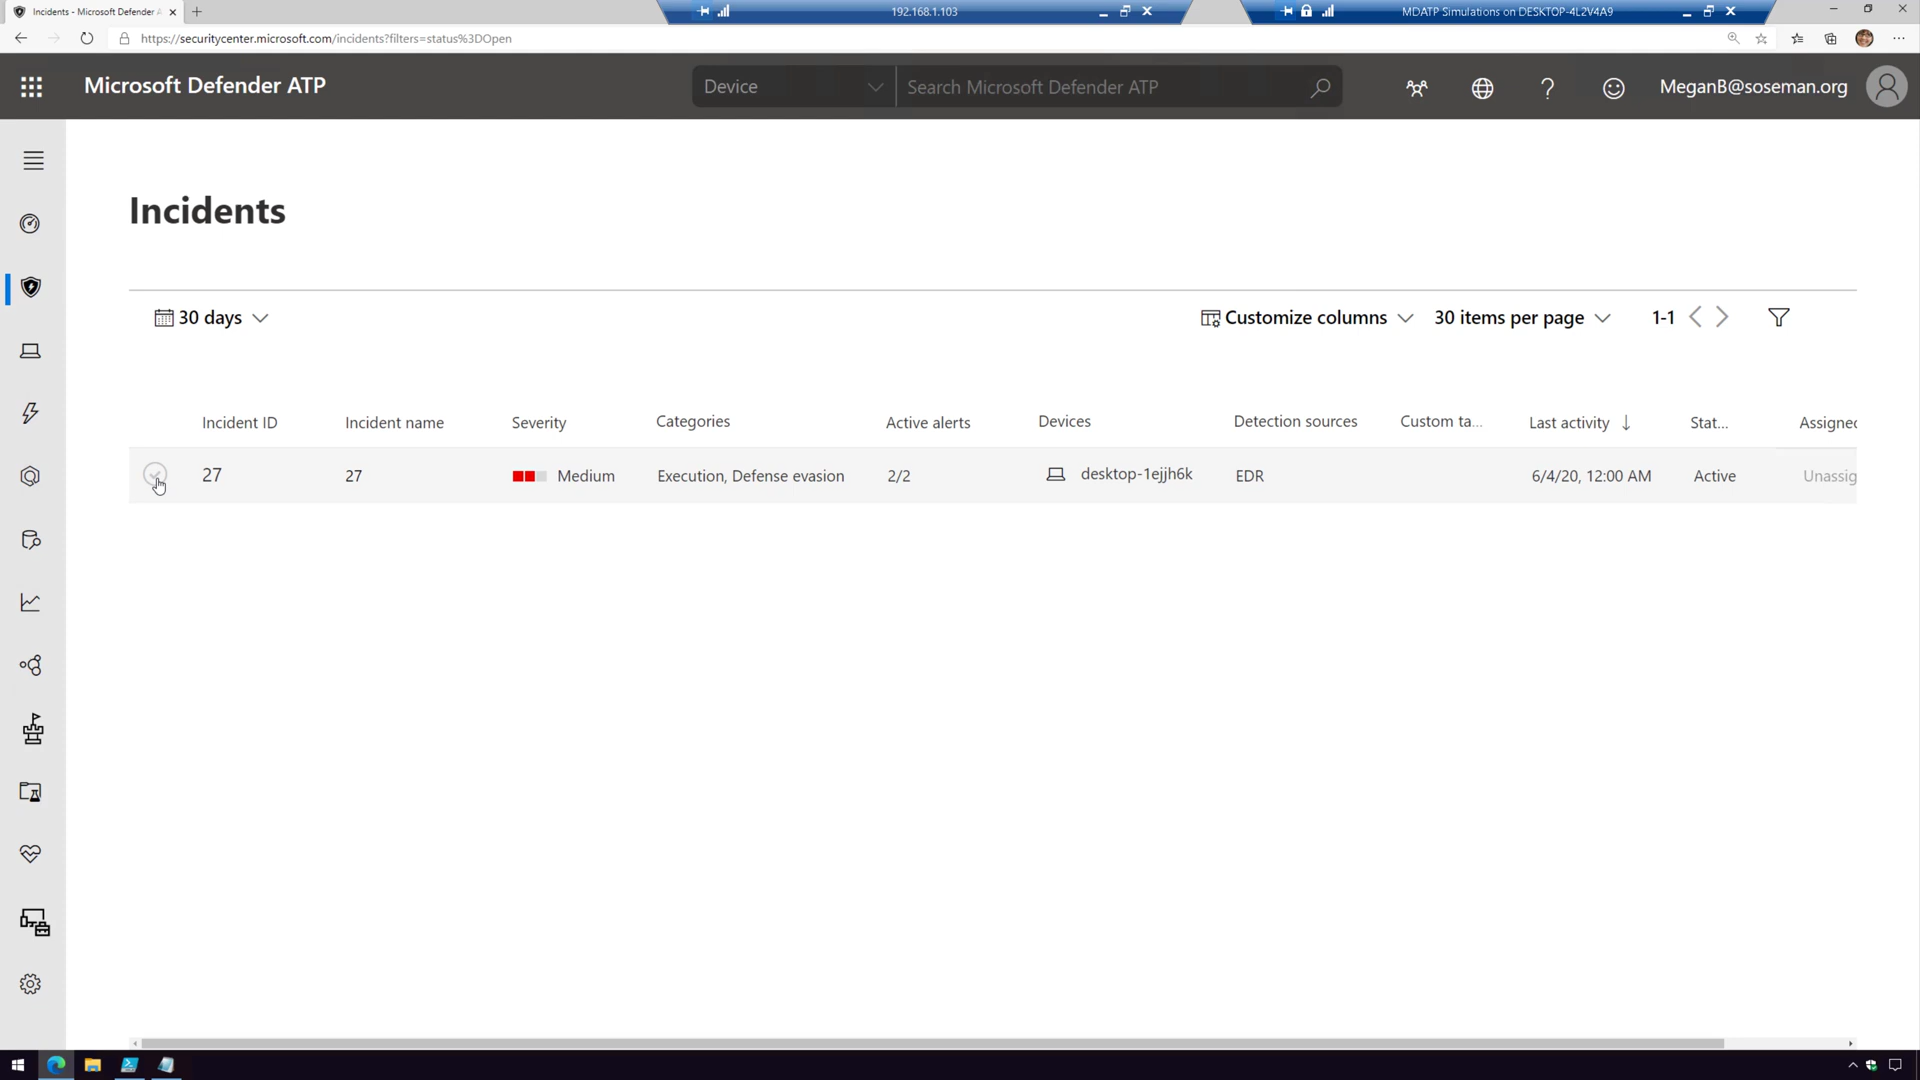 Incidents - Microsoft Defender A
192.168.1.103
MDATP Simulations on DESKTOP-4L2V4A9
https://securitycenter.microsoft.com/incidents?filters=status%3DOpen
Microsoft Defender ATP
Device
Search Microsoft Defender ATP
MeganB@soseman.org
Incidents
30 days
Customize columns
30 items per page
1-1
Incident ID Incident name Severity Categories Active alerts Devices Detection sources Custom ta... Last activity Stat... Assigned
27 27 Medium Execution, Defense evasion 2/2 desktop-1ejjh6k EDR 6/4/20, 12:00 AM Active Unassig